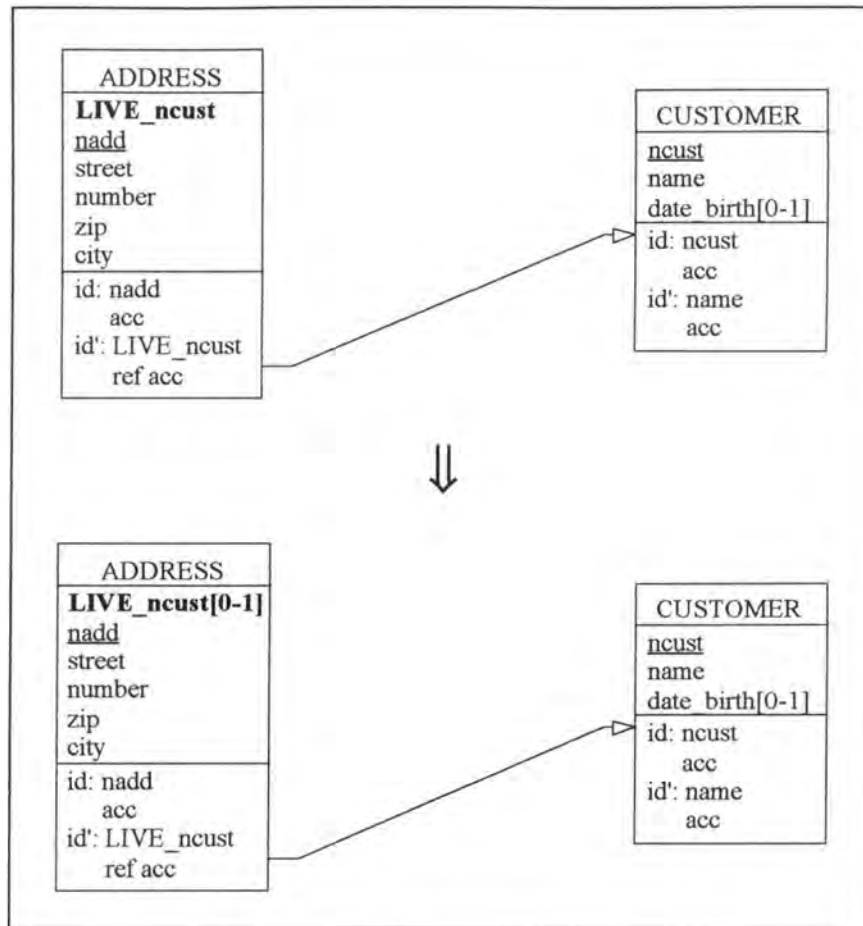 ADDRESS
LIVE_ncust
nadd
street
number
zip
city
id: nadd
acc
id': LIVE_ncust
ref acc
CUSTOMER
ncust
name
date_birth[0-1]
id: ncust
acc
id': name
acc
⇓
ADDRESS
LIVE_ncust[0-1]
nadd
street
number
zip
city
id: nadd
acc
id': LIVE_ncust
ref acc
CUSTOMER
ncust
name
date_birth[0-1]
id: ncust
acc
id': name
acc